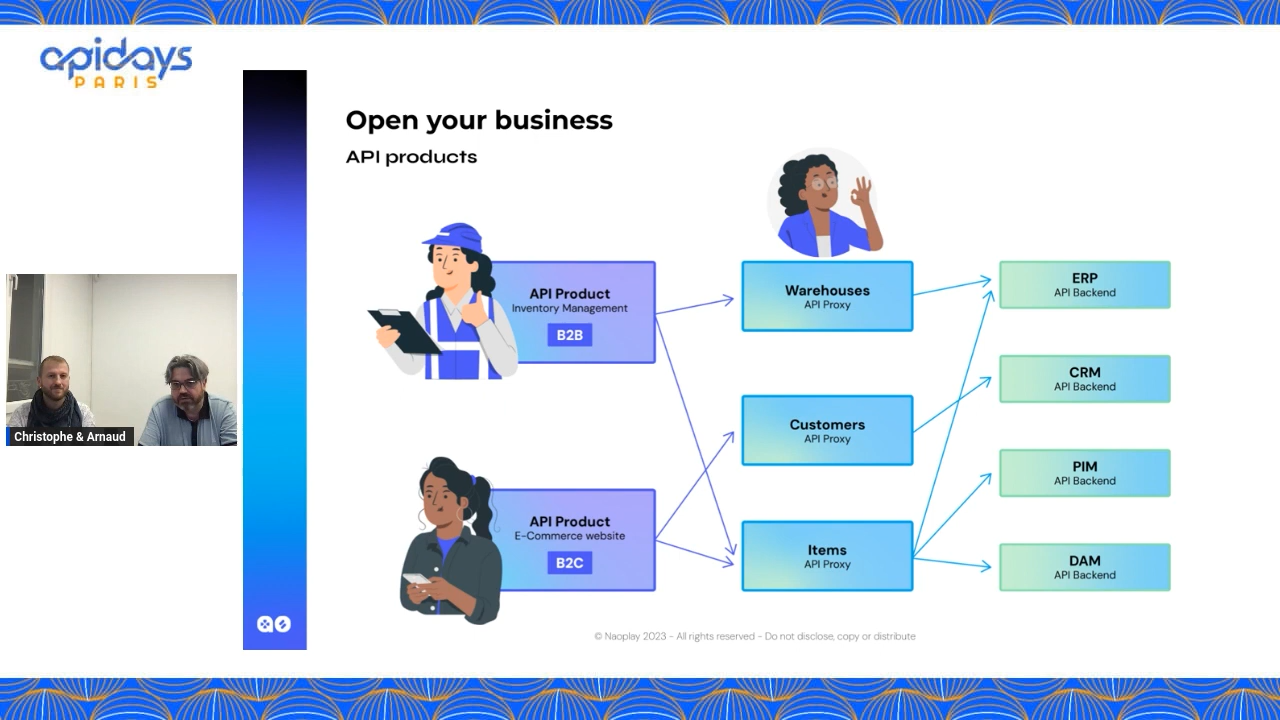 apidays
PARIS
Open your business
API products
API Product
Inventory Management
B2B
Warehouses
API Proxy
ERP
API Backend
CRM
API Backend
Customers
API Proxy
Christophe & Arnaud
PIM
API Backend
API Product
E-Commerce website
B2C
Items
API Proxy
DAM
API Backend
© Naoplay 2023 - All rights reserved - Do not disclose, copy or distribute